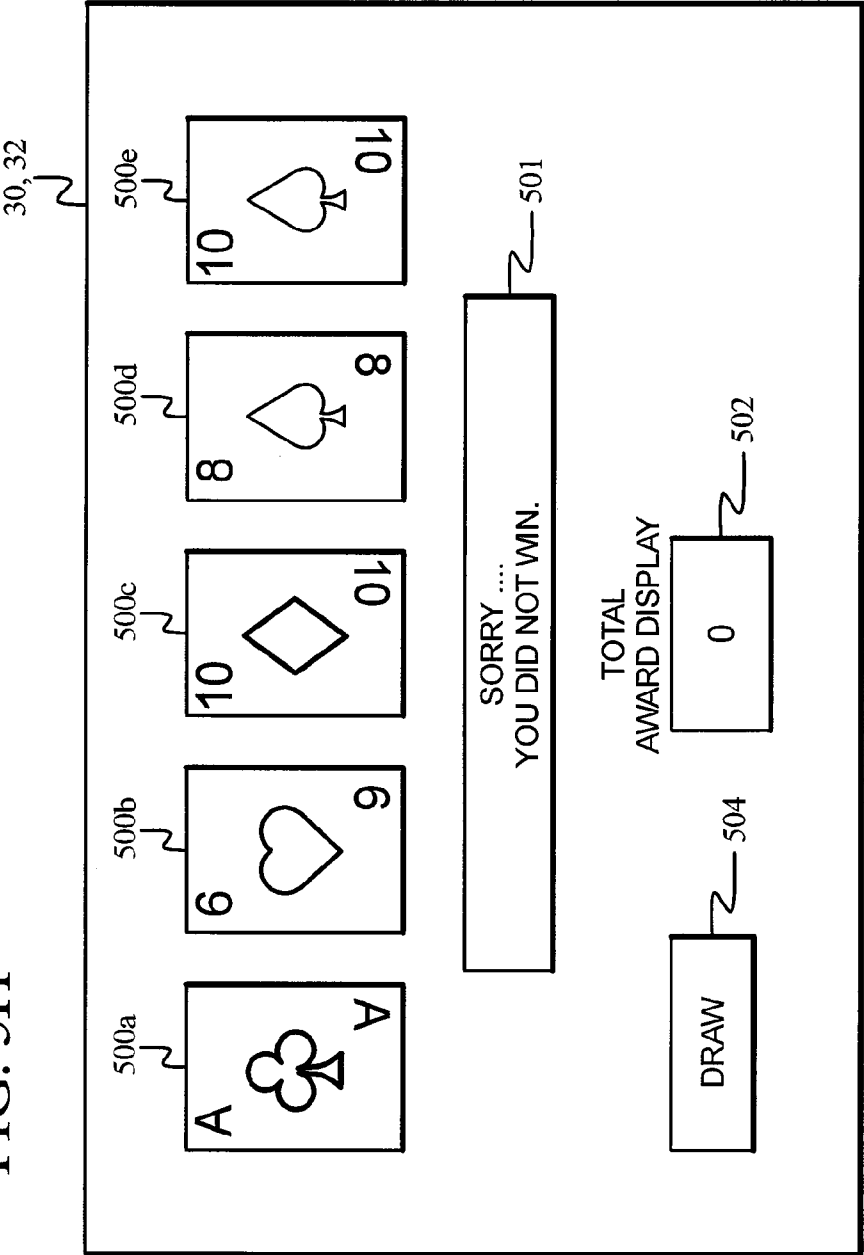 FIG.
30, 32
500a 500b 500c 500d 500e
A 6 10 8 10
A 6 10 8 10
SORRY ....
YOU DID NOT WIN.
501
TOTAL
AWARD DISPLAY
DRAW
504
0
502